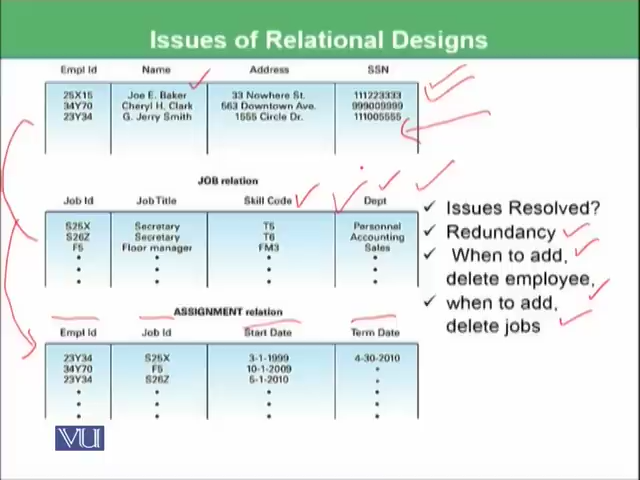 Issues of Relational Designs
Empl Id Name Address SSN
25X15 Joe E. Baker 33 Nowhere St. 111223333
34Y70 Cheryl H. Clark 563 Downtown Ave. 999009999
23Y34 G. Jerry Smith 1555 Circle Dr. 111005555
JOB relation
Job Id Job Title Skill Code Dept
S25X Secretary T5 Personnel
S26Z Secretary T6 Accounting
F5 Floor manager FM3 Sales
ASSIGNMENT relation
Empl Id Job Id Start Date Term Date
23Y34 S25X 3-1-1999 4-30-2010
34Y70 F5 10-1-2009 *
23Y34 S26Z 5-1-2010 *
✓ Issues Resolved?
✓ Redundancy
✓ When to add,
delete employee,
✓ when to add,
delete jobs
VU